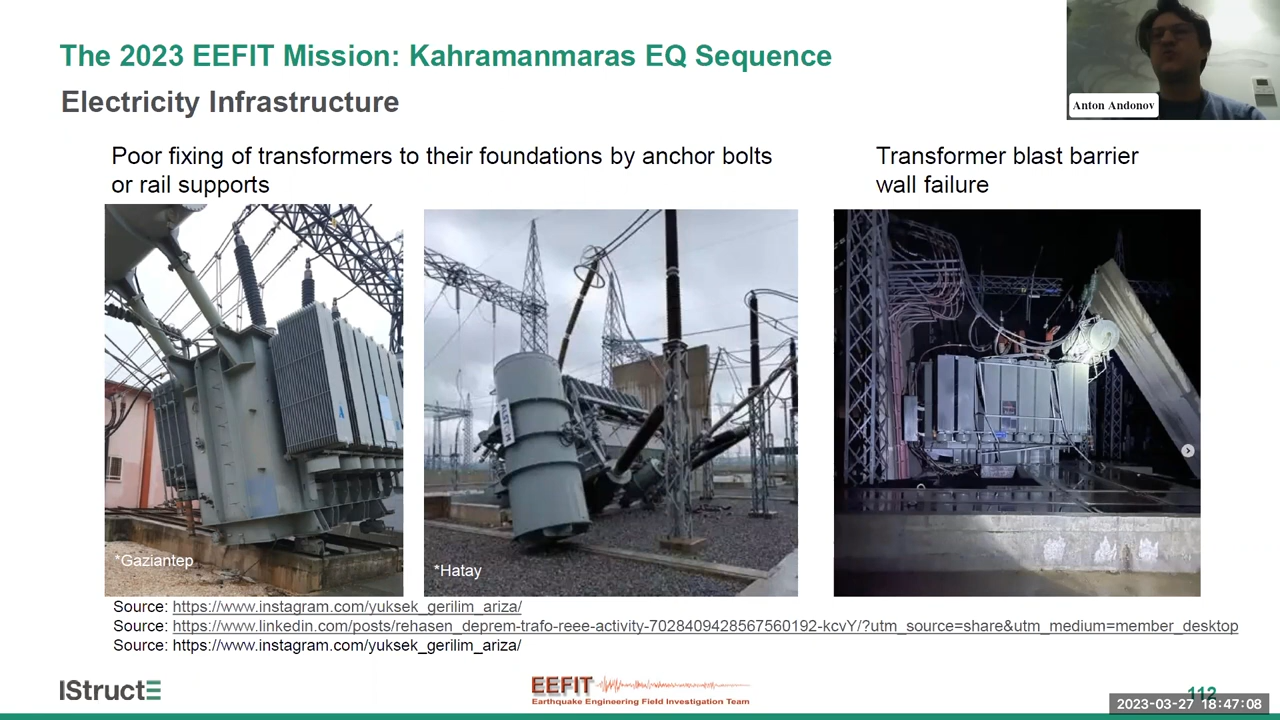 The 2023 EEFIT Mission: Kahramanmaras EQ Sequence
Electricity Infrastructure
Anton Andonov
Poor fixing of transformers to their foundations by anchor bolts
or rail supports
Transformer blast barrier
wall failure
*Gaziantep
*Hatay
Source: https://www.instagram.com/yuksek_gerilim_ariza/
Source: https://www.linkedin.com/posts/rehasen_deprem-trafo-reee-activity-7028409428567560192-kcvY/?utm_source=share&utm_medium=member_desktop
Source: https://www.instagram.com/yuksek_gerilim_ariza/
IStructE
EEFIT
Earthquake Engineering Field Investigation Team
112
2023-03-27 18:47:08